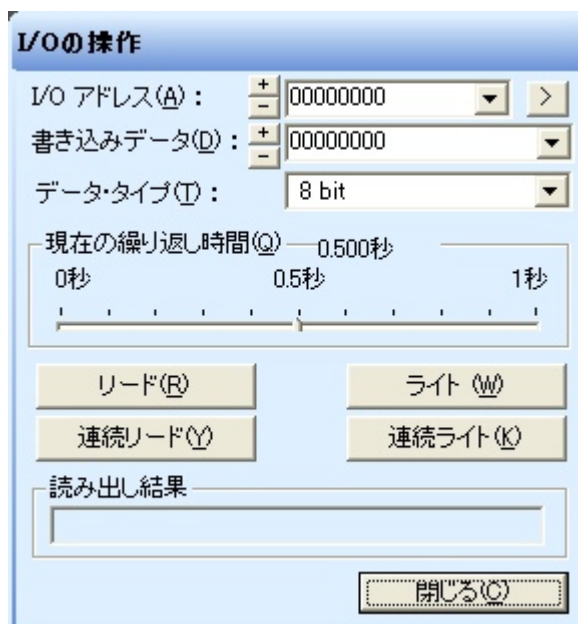 I/Oの操作
I/O アドレス(A)： + - 00000000 >
書き込みデータ(D)： + - 00000000
データ・タイプ(T)： 8 bit
現在の繰り返し時間(Q) 0.500秒
0秒 0.5秒 1秒
リード(R) ライト (W)
連続リード(Y) 連続ライト(K)
読み出し結果
閉じる(C)